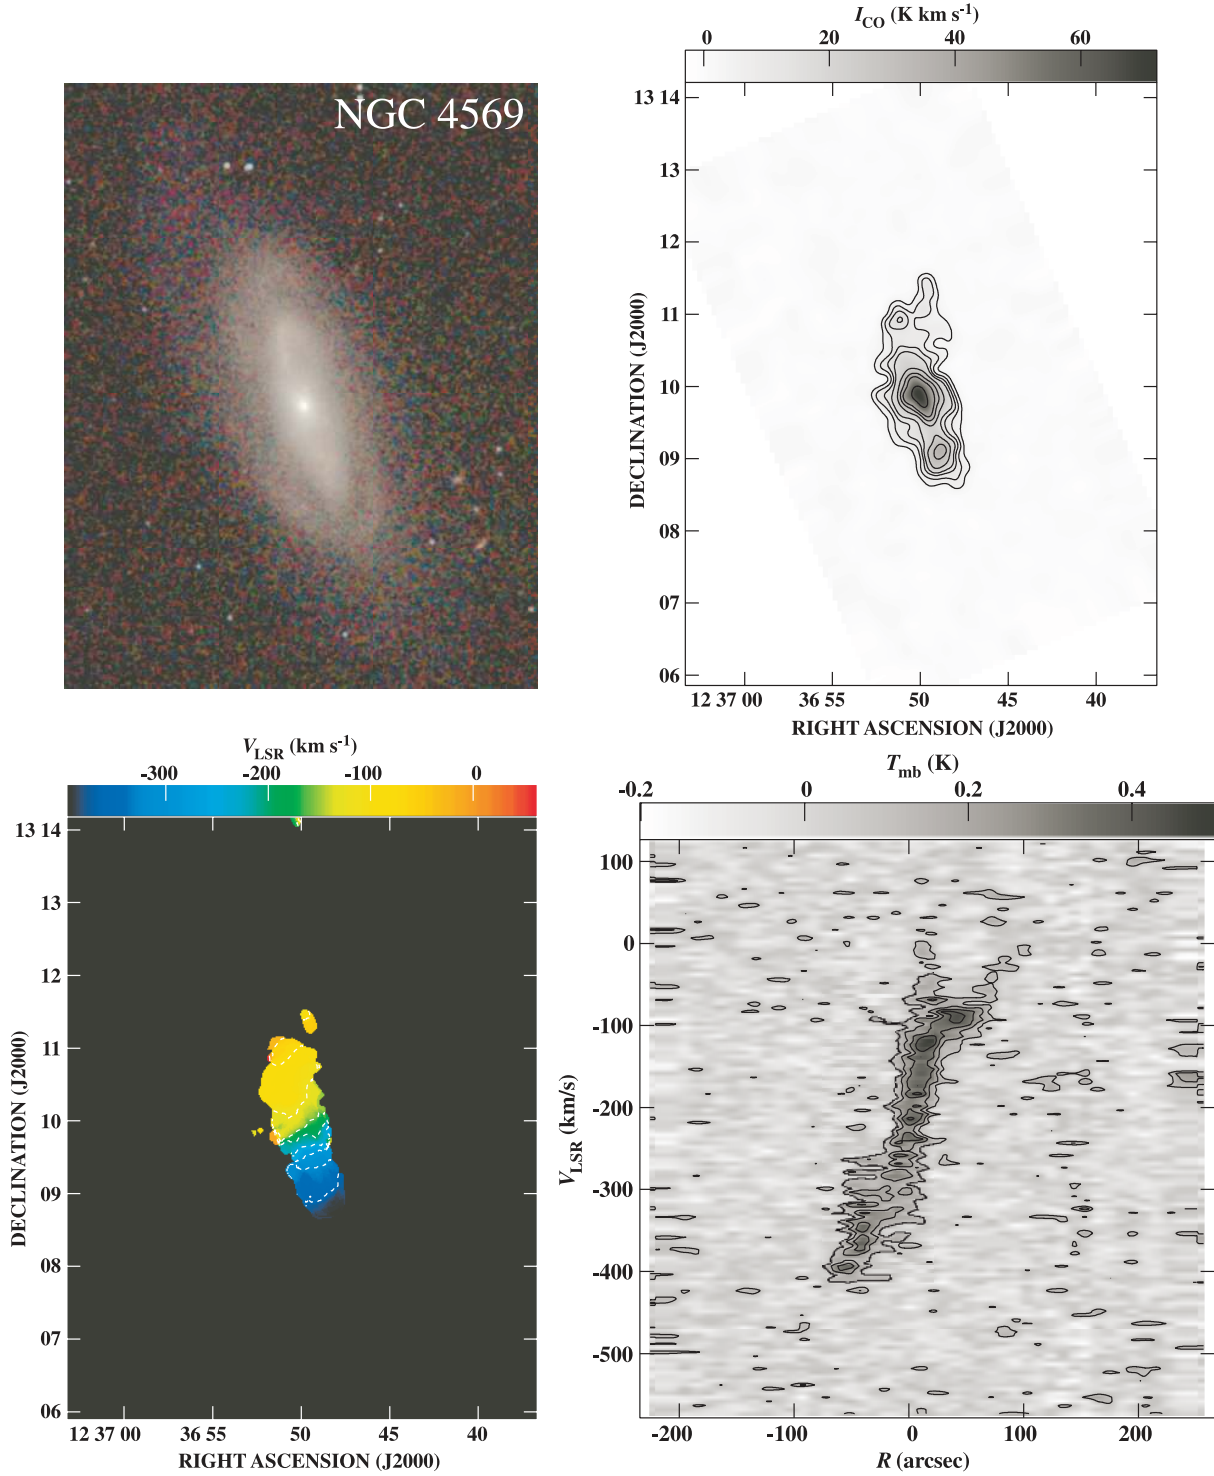 NGC 4569
I_CO (K km s⁻¹)
0 20 40 60
13 14
13
12
11
10
09
08
07
06
DECLINATION (J2000)
12 37 00 36 55 50 45 40
RIGHT ASCENSION (J2000)
V_LSR (km s⁻¹)
-300 -200 -100 0
13 14
13
12
11
10
09
08
07
06
DECLINATION (J2000)
12 37 00 36 55 50 45 40
RIGHT ASCENSION (J2000)
T_mb (K)
-0.2 0 0.2 0.4
100
0
-100
-200
-300
-400
-500
V_LSR (km/s)
-200 -100 0 100 200
R (arcsec)